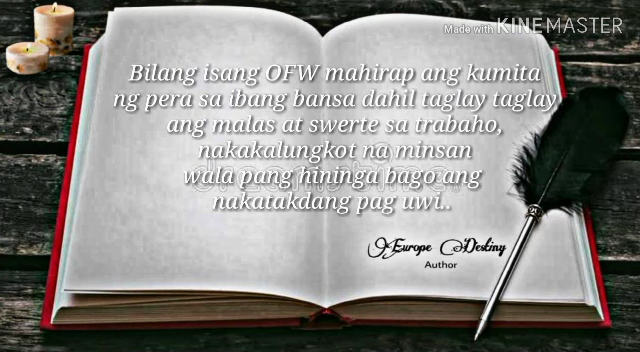 Made with KINEMASTER
Bilang isang OFW mahirap ang kumita
ng pera sa ibang bansa dahil taglay taglay
ang malas at swerte sa trabaho,
nakakalungkot na minsan
wala pang hininga bago ang
nakatakdang pag uwi..
Europe Destiny
Author